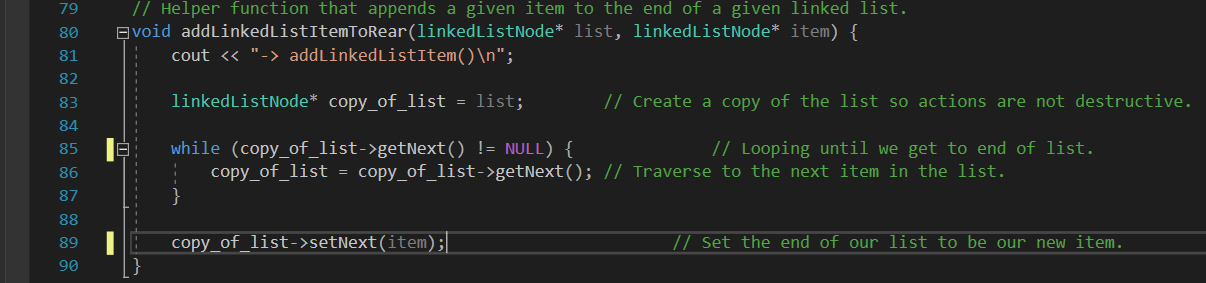 79 // Helper function that appends a given item to the end of a given linked list.
80 void addLinkedListItemToRear(linkedListNode* list, linkedListNode* item) {
81 cout << "-> addLinkedListItem()\n";
82
83 linkedListNode* copy_of_list = list; // Create a copy of the list so actions are not destructive.
84
85 while (copy_of_list->getNext() != NULL) { // Looping until we get to end of list.
86 copy_of_list = copy_of_list->getNext(); // Traverse to the next item in the list.
87 }
88
89 copy_of_list->setNext(item); // Set the end of our list to be our new item.
90 }